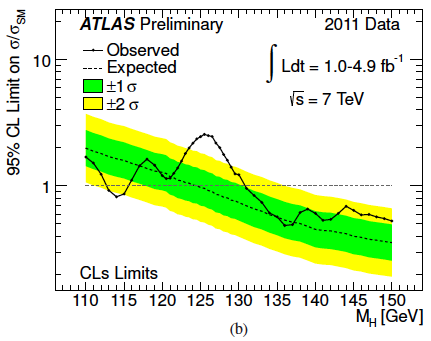 ATLAS Preliminary 2011 Data
Observed
Expected
±1 σ
±2 σ
∫ Ldt = 1.0-4.9 fb⁻¹
√s = 7 TeV
95% CL Limit on σ/σSM
10
1
CLs Limits
110 115 120 125 130 135 140 145 150
MH [GeV]
(b)